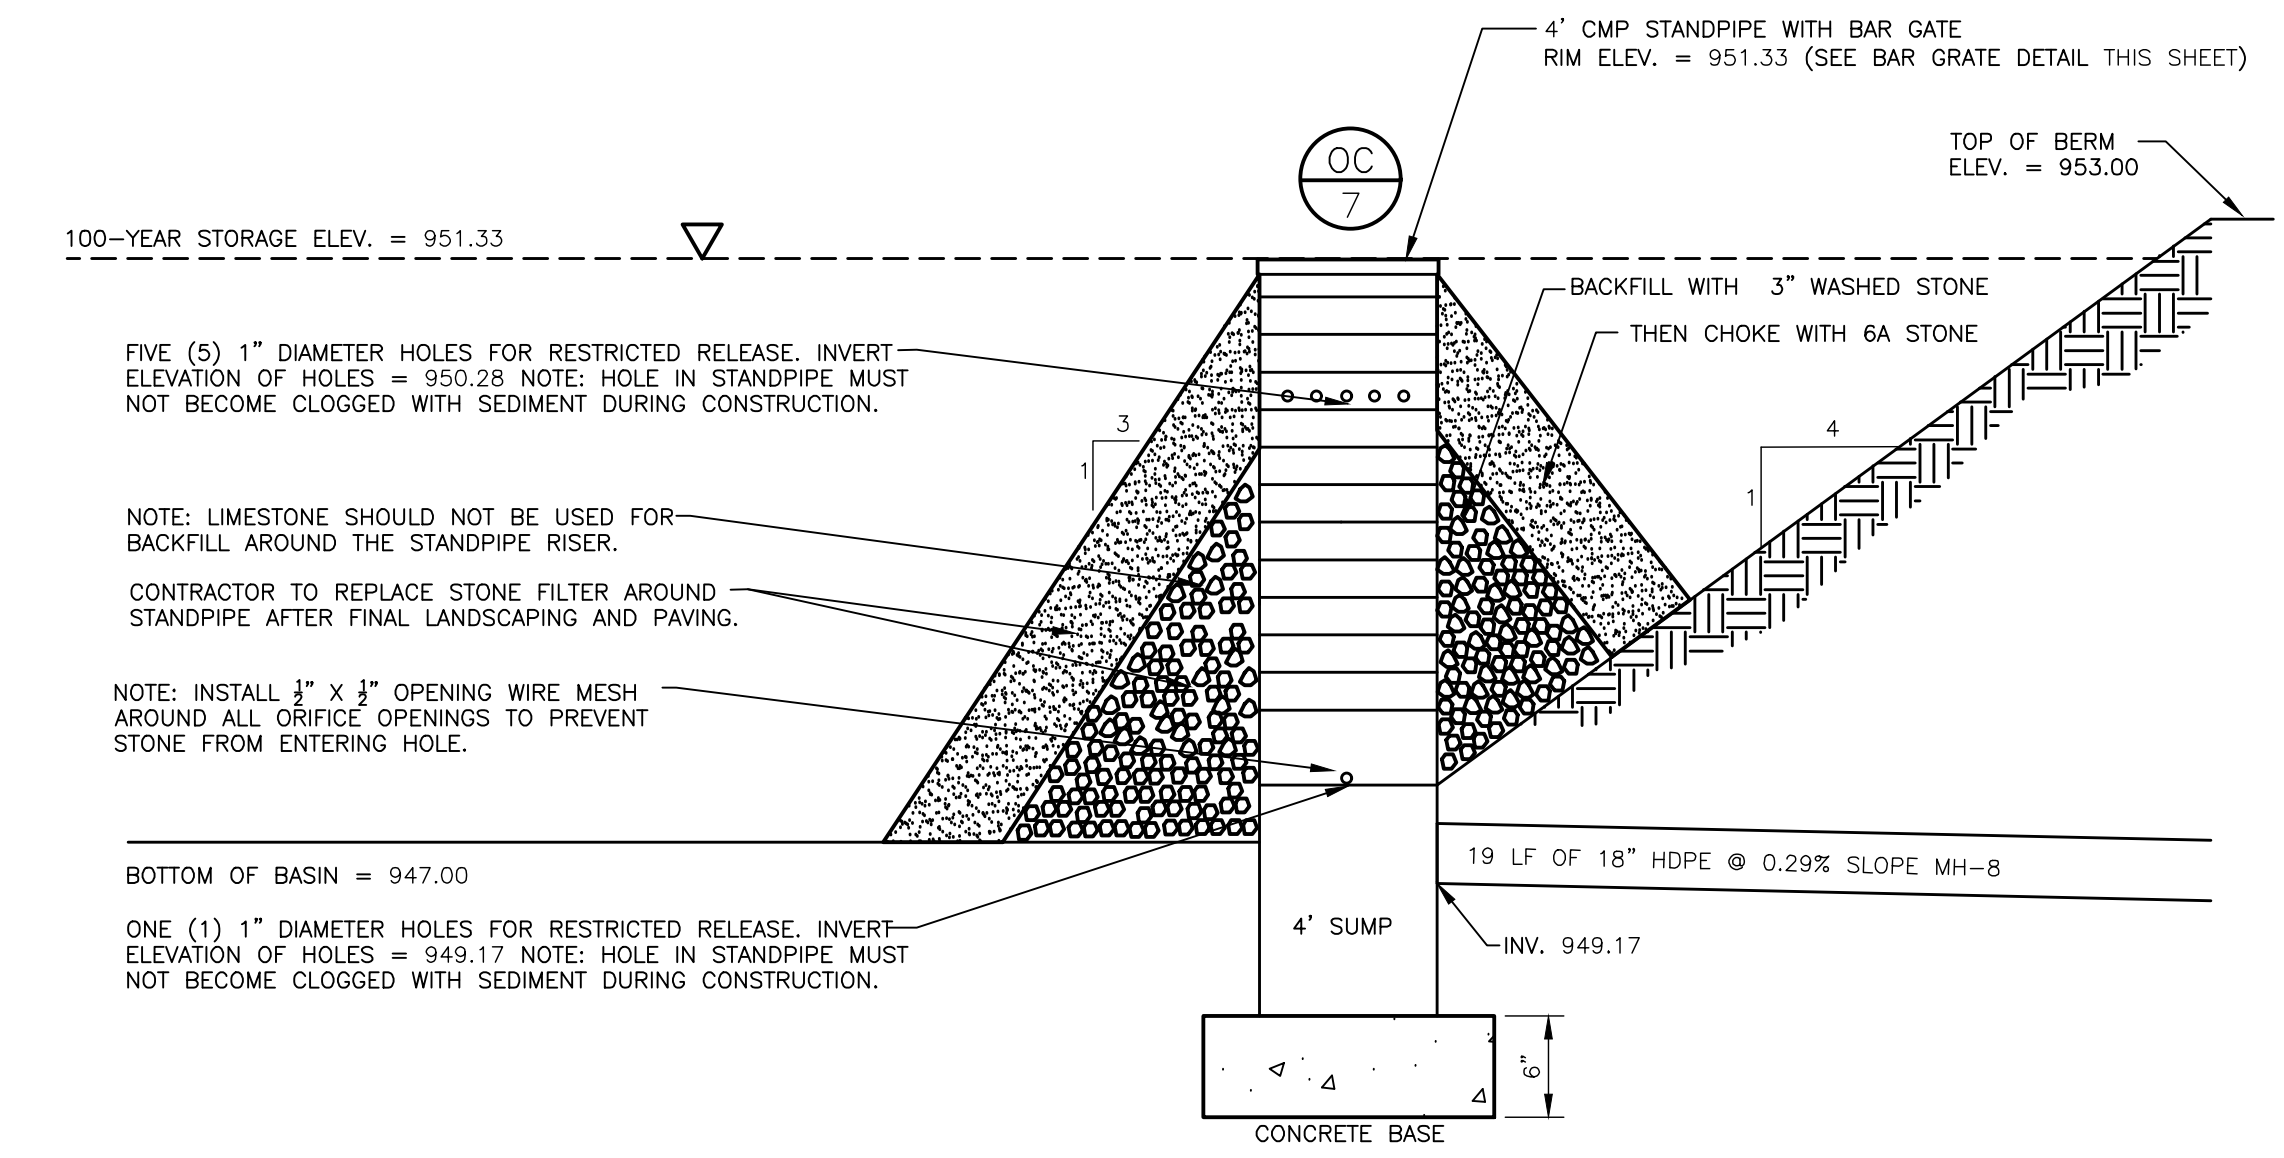 4' CMP STANDPIPE WITH BAR GATE
RIM ELEV. = 951.33 (SEE BAR GRATE DETAIL THIS SHEET)
OC
7
TOP OF BERM
ELEV. = 953.00
100-YEAR STORAGE ELEV. = 951.33
BACKFILL WITH 3" WASHED STONE
THEN CHOKE WITH 6A STONE
FIVE (5) 1" DIAMETER HOLES FOR RESTRICTED RELEASE. INVERT
ELEVATION OF HOLES = 950.28 NOTE: HOLE IN STANDPIPE MUST
NOT BECOME CLOGGED WITH SEDIMENT DURING CONSTRUCTION.
3
1
4
1
NOTE: LIMESTONE SHOULD NOT BE USED FOR
BACKFILL AROUND THE STANDPIPE RISER.
CONTRACTOR TO REPLACE STONE FILTER AROUND
STANDPIPE AFTER FINAL LANDSCAPING AND PAVING.
NOTE: INSTALL ½" X ½" OPENING WIRE MESH
AROUND ALL ORIFICE OPENINGS TO PREVENT
STONE FROM ENTERING HOLE.
BOTTOM OF BASIN = 947.00
19 LF OF 18" HDPE @ 0.29% SLOPE MH-8
ONE (1) 1" DIAMETER HOLES FOR RESTRICTED RELEASE. INVERT
ELEVATION OF HOLES = 949.17 NOTE: HOLE IN STANDPIPE MUST
NOT BECOME CLOGGED WITH SEDIMENT DURING CONSTRUCTION.
4' SUMP
INV. 949.17
6"
CONCRETE BASE